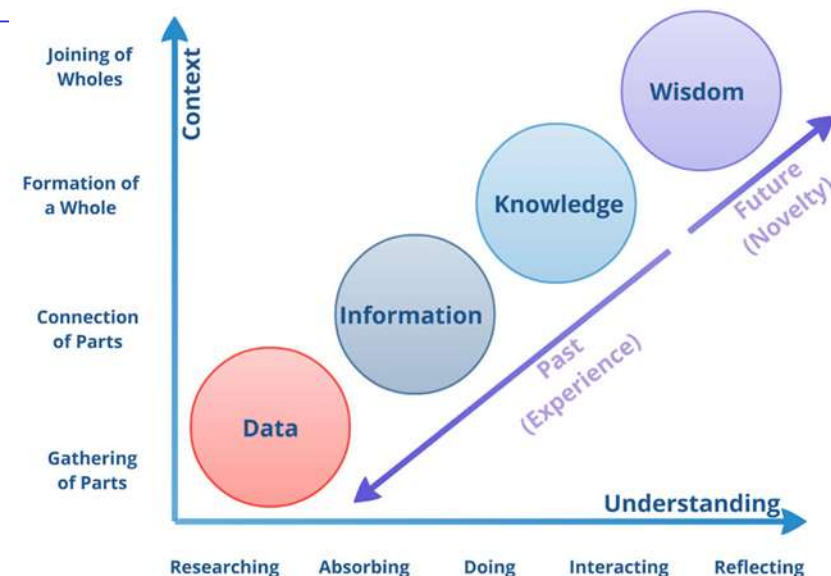 Joining of
Wholes
Context
Wisdom
Formation of
a Whole
Knowledge
Future
(Novelty)
Connection
of Parts
Information
Past
(Experience)
Data
Gathering
of Parts
Understanding
Researching Absorbing Doing Interacting Reflecting